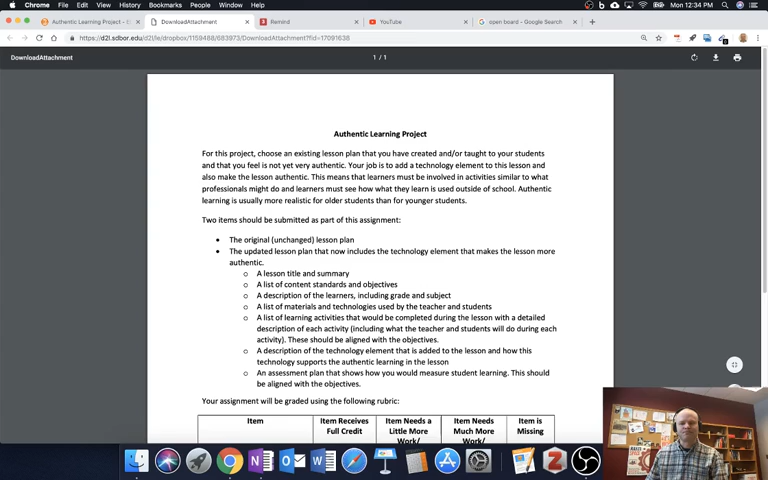 Chrome File Edit View History Bookmarks People Window Help
Mon 12:34 PM
Authentic Learning Project - E
DownloadAttachment
Remind
YouTube
open board - Google Search
https://d2l.sdbor.edu/d2l/le/dropbox/1159488/883973/DownloadAttachment?fid=17091638
DownloadAttachment
1 / 1
Authentic Learning Project
For this project, choose an existing lesson plan that you have created and/or taught to your students
and that you feel is not yet very authentic. Your job is to add a technology element to this lesson and
also make the lesson authentic. This means that learners must be involved in activities similar to what
professionals might do and learners must see how what they learn is used outside of school. Authentic
learning is usually more realistic for older students than for younger students.
Two items should be submitted as part of this assignment:
• The original (unchanged) lesson plan
• The updated lesson plan that now includes the technology element that makes the lesson more
authentic.
o A lesson title and summary
o A list of content standards and objectives
o A description of the learners, including grade and subject
o A list of materials and technologies used by the teacher and students
o A list of learning activities that would be completed during the lesson with a detailed
description of each activity (including what the teacher and students will do during each
activity). These should be aligned with the objectives.
o A description of the technology element that is added to the lesson and how this
technology supports the authentic learning in the lesson
o An assessment plan that shows how you would measure student learning. This should
be aligned with the objectives.
Your assignment will be graded using the following rubric:
Item
Item Receives
Full Credit
Item Needs a
Little More
Work/
Item Needs
Much More
Work/
Item is
Missing